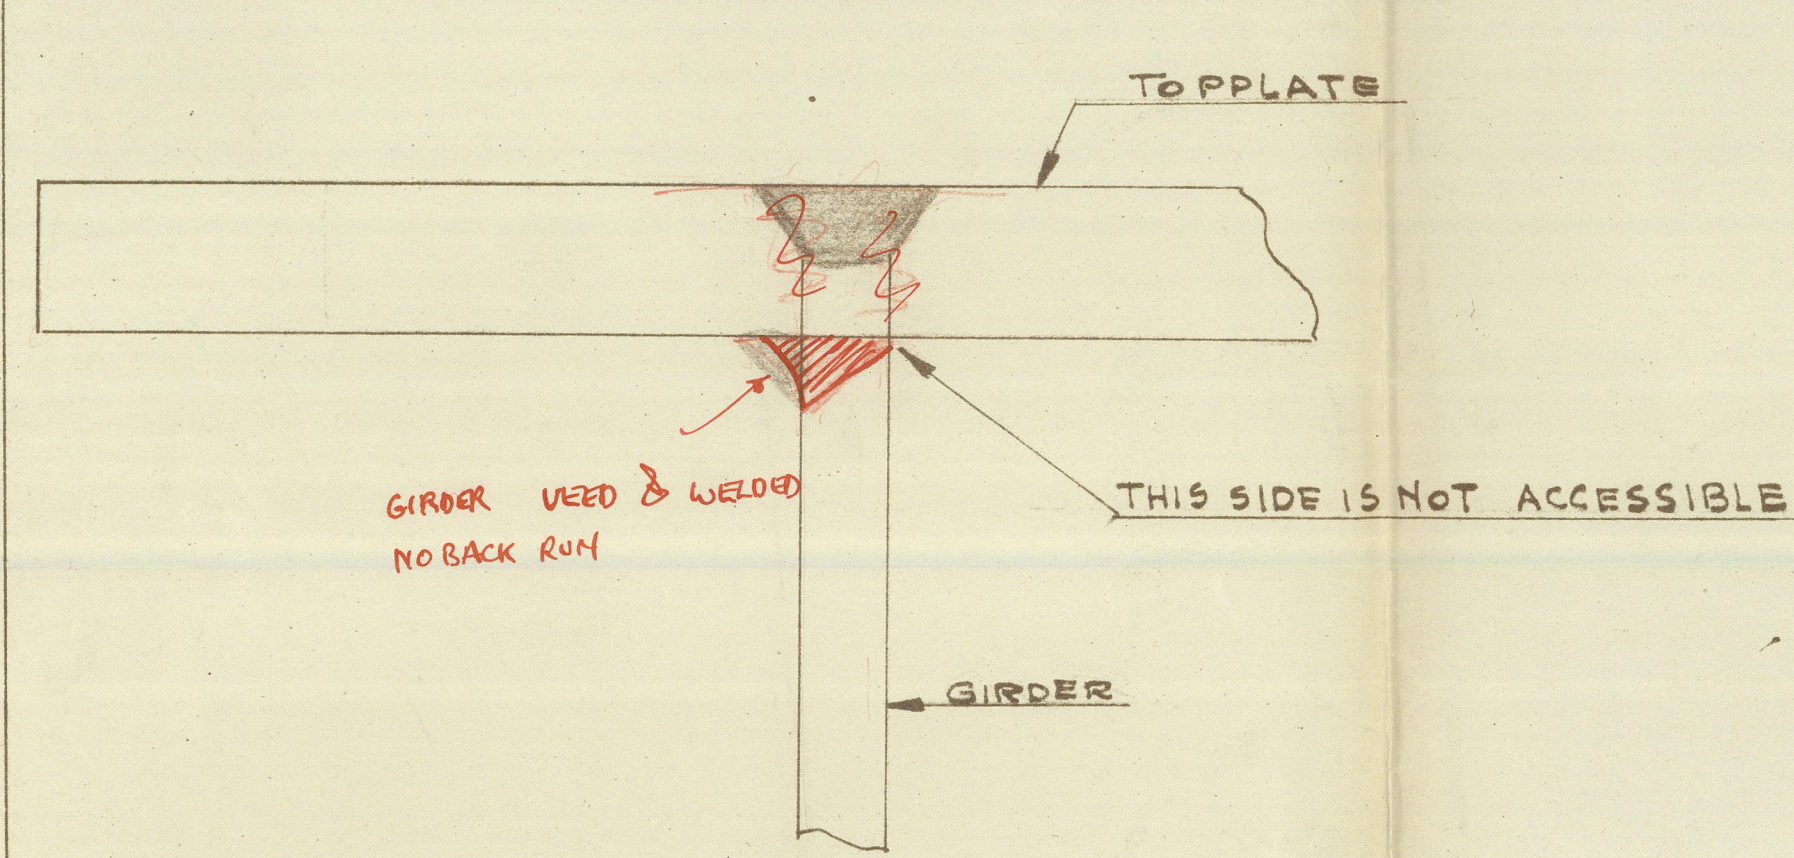 TOPPLATE
THIS SIDE IS NOT ACCESSIBLE
GIRDER VEED & WELDED
NO BACK RUN
GIRDER